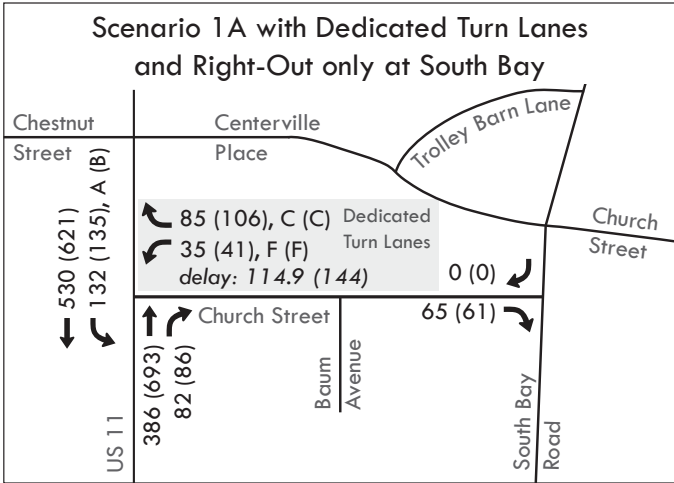 Scenario 1A with Dedicated Turn Lanes
and Right-Out only at South Bay
Chestnut
Street
Centerville
Place
Trolley Barn Lane
Church
Street
530 (621)
132 (135), A (B)
85 (106), C (C)
35 (41), F (F)
delay: 114.9 (144)
Dedicated
Turn Lanes
0 (0)
65 (61)
Church Street
386 (693)
82 (86)
US 11
Baum
Avenue
South Bay
Road